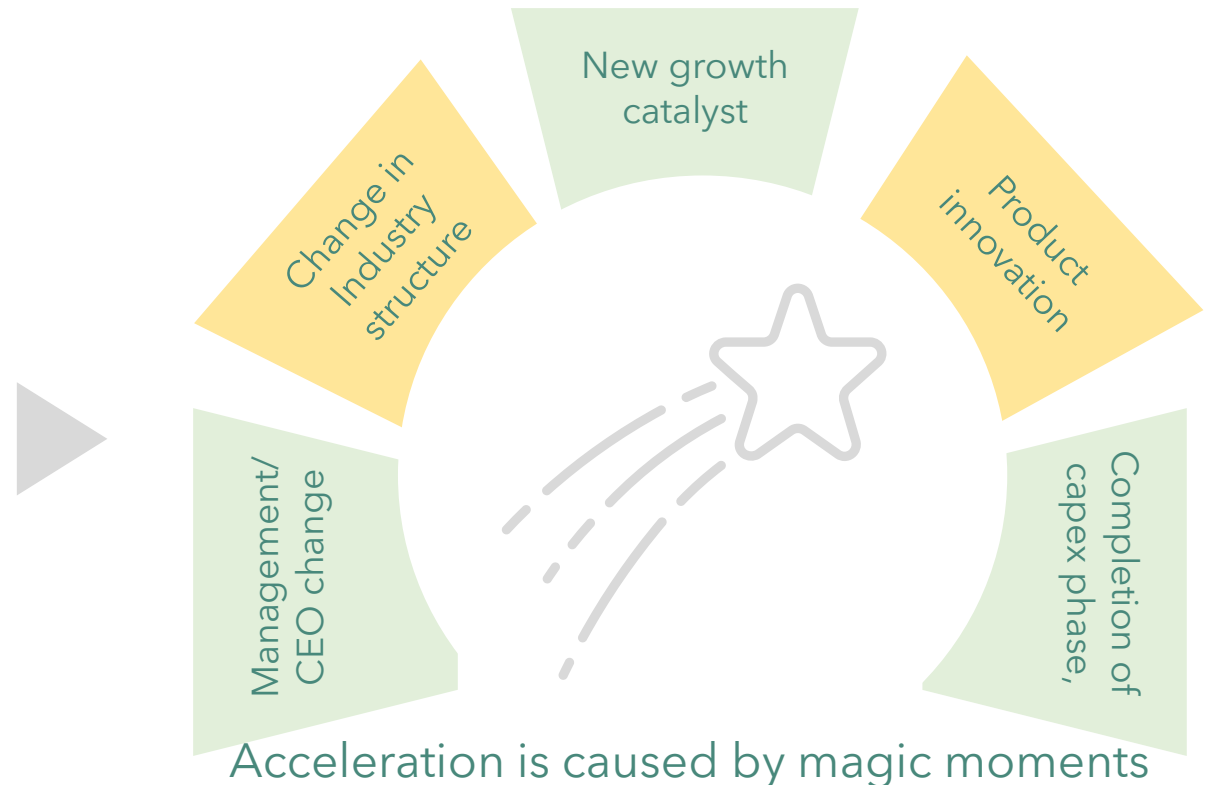 Management/
CEO change
Change in
Industry
structure
New growth
catalyst
Product
innovation
Completion of
capex phase,
Acceleration is caused by magic moments